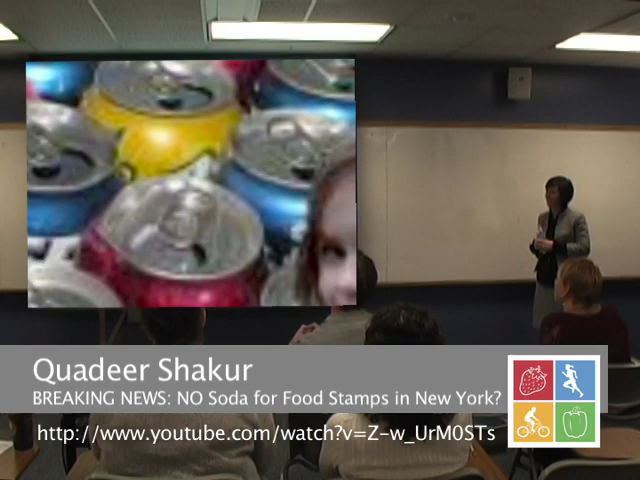 Quadeer Shakur
BREAKING NEWS: NO Soda for Food Stamps in New York?
http://www.youtube.com/watch?v=Z-w_UrM0STs